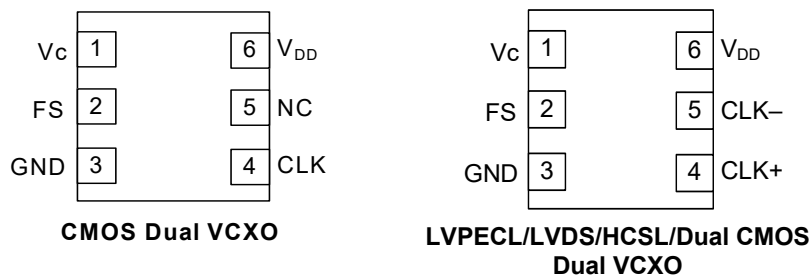 Vc 1 6 VDD
FS 2 5 NC
GND 3 4 CLK
CMOS Dual VCXO
Vc 1 6 VDD
FS 2 5 CLK–
GND 3 4 CLK+
LVPECL/LVDS/HCSL/Dual CMOS
Dual VCXO